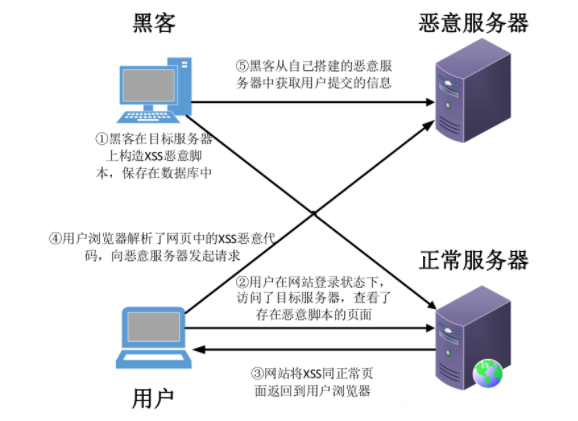 黑客
恶意服务器
⑤黑客从自己搭建的恶意服
务器中获取用户提交的信息
①黑客在目标服务器
上构造XSS恶意脚
本，保存在数据库中
④用户浏览器解析了网页中的XSS恶意代
码，向恶意服务器发起请求
正常服务器
②用户在网站登录状态下，
访问了目标服务器，查看了
存在恶意脚本的页面
③网站将XSS同正常页
面返回到用户浏览器
用户